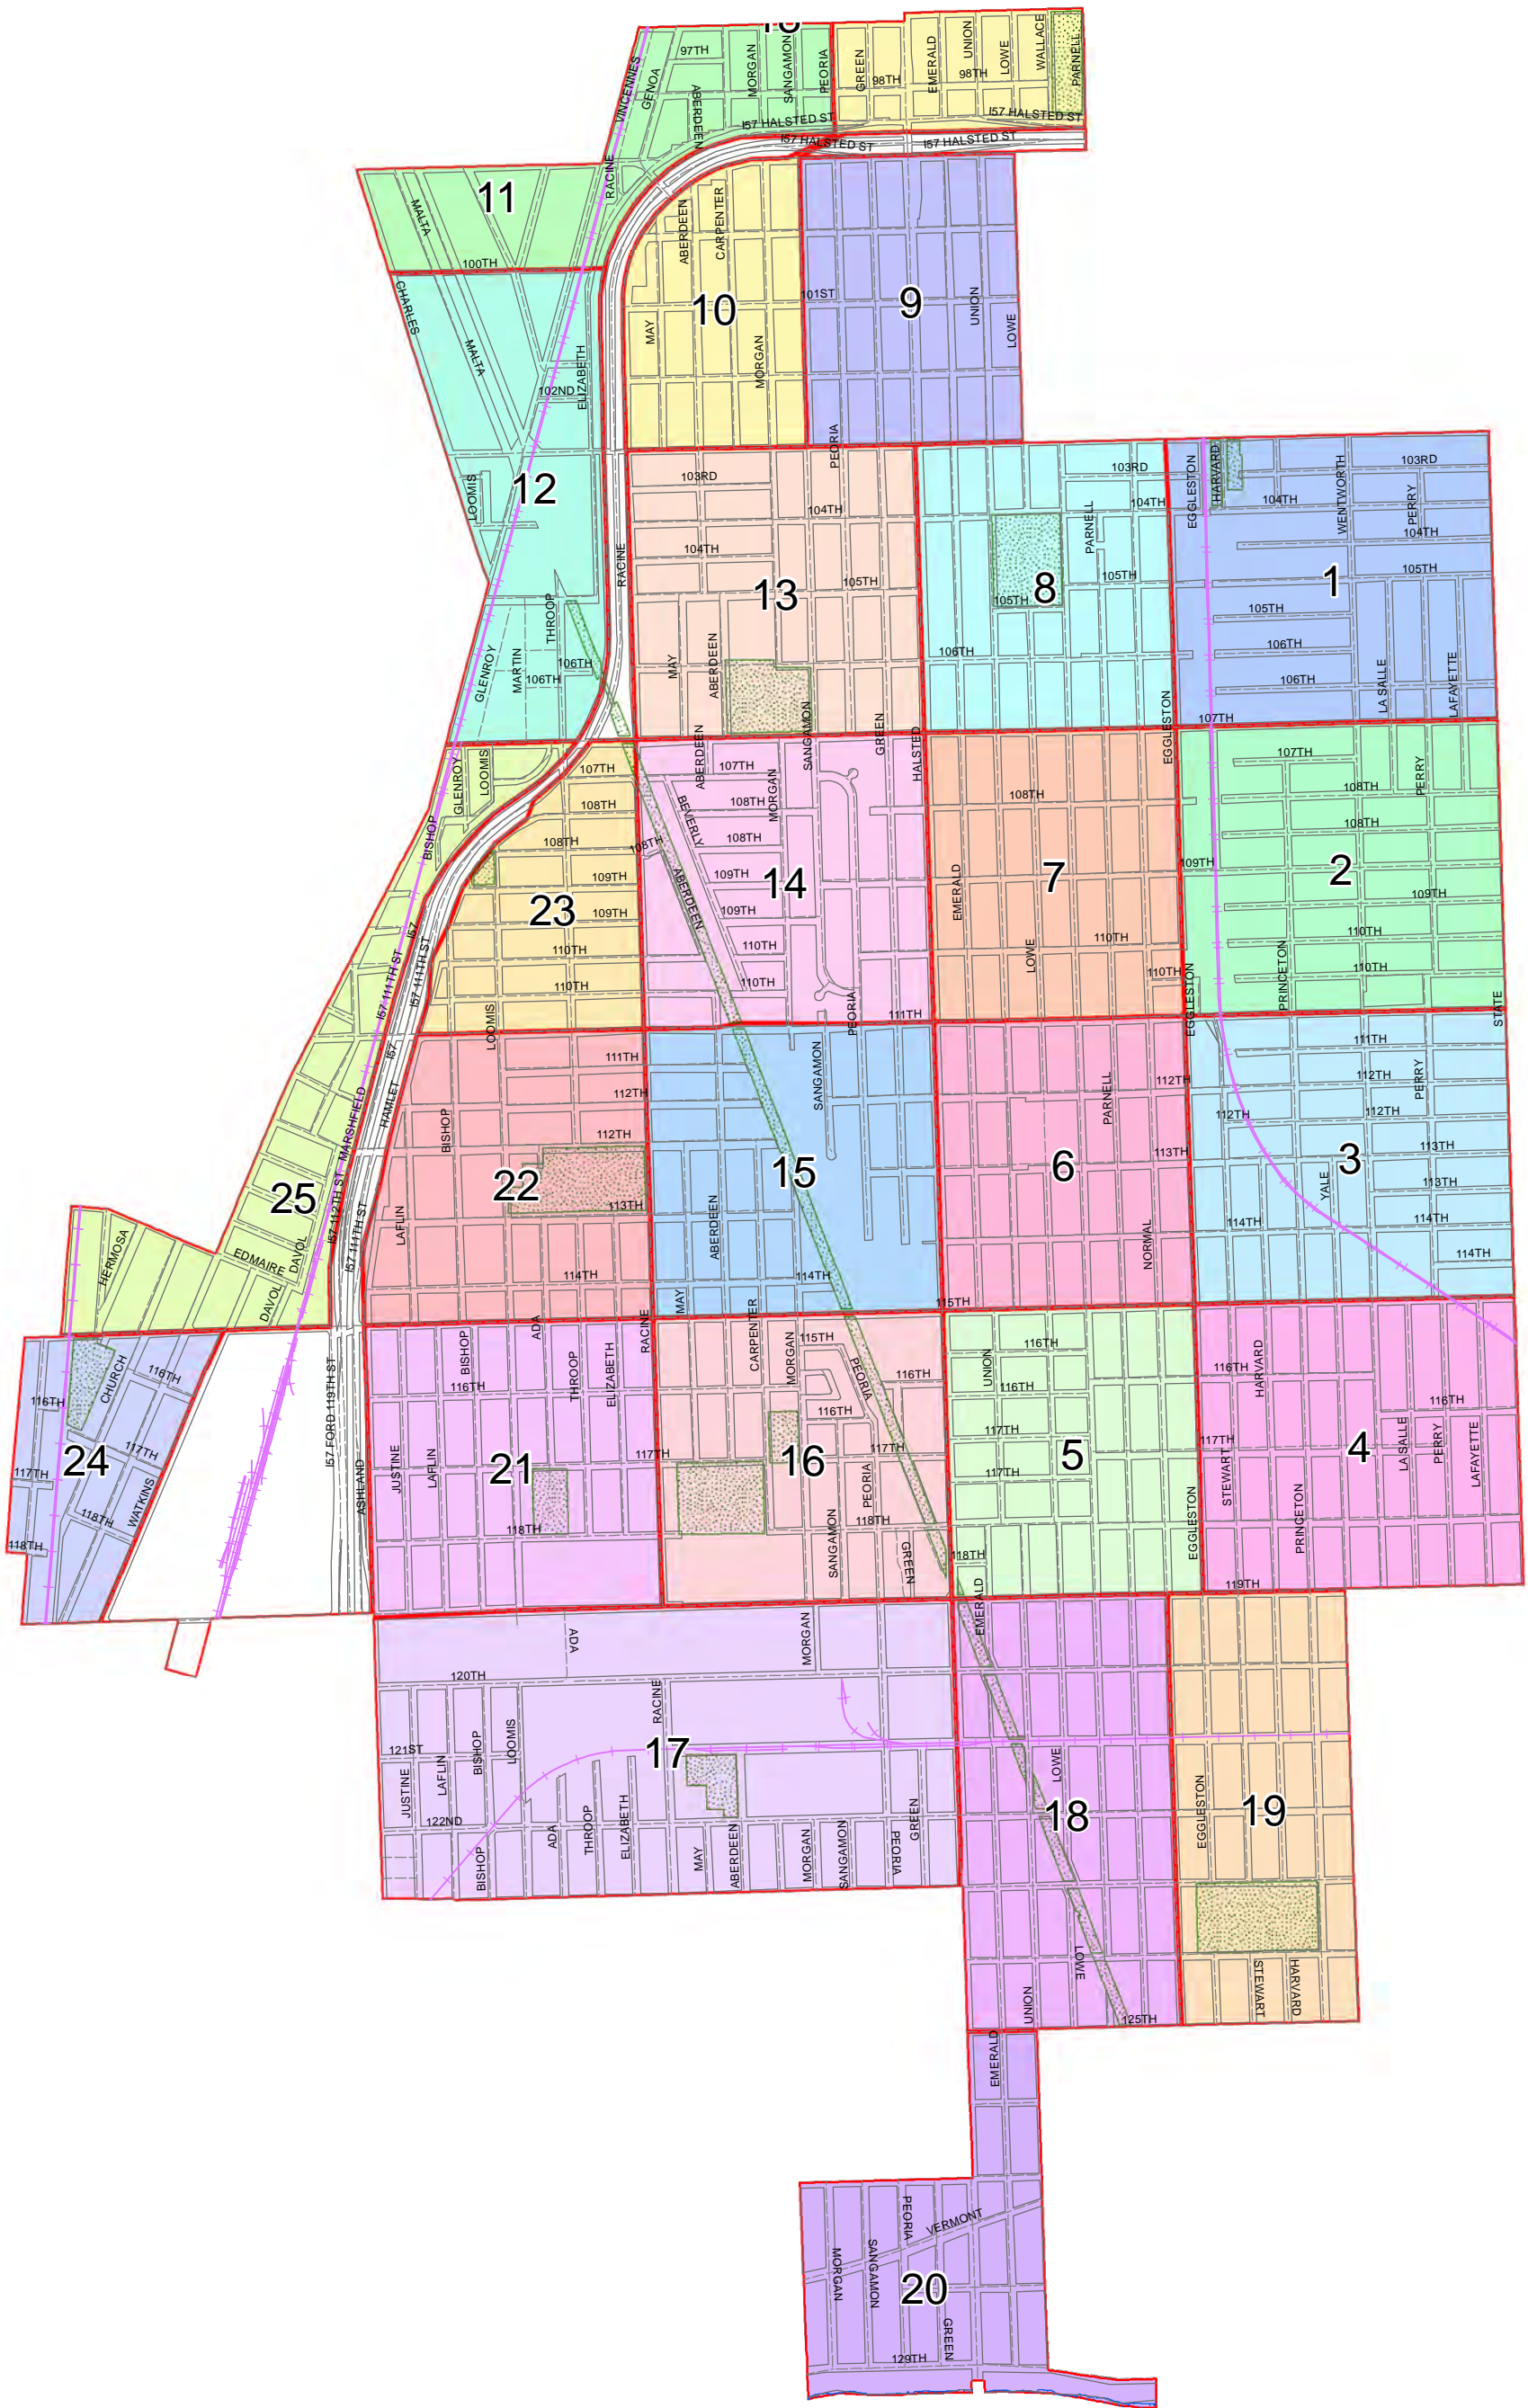 97TH
MORGAN
SANGAMON
PEORIA
GREEN
EMERALD
UNION
LOWE
WALLACE
PARNELL
VINCENNES
GENOA
ABERDEEN
98TH
98TH
I57 HALSTED ST
I57 HALSTED ST
I57 HALSTED ST
I57 HALSTED ST
RACINE
11
MALTA
100TH
ABERDEEN
CARPENTER
10
MAY
MORGAN
101ST
9
UNION
LOWE
CHARLES
MALTA
102ND
ELIZABETH
12
LOOMIS
THROOP
GLENROY
MARTIN
106TH
106TH
RACINE
PEORIA
103RD
104TH
104TH
13
105TH
MAY
ABERDEEN
SANGAMON
GREEN
103RD
104TH
PARNELL
8
105TH
105TH
106TH
EGGLESTON
EGGLESTON
HARVARD
WENTWORTH
103RD
104TH
PERRY
104TH
1
105TH
105TH
106TH
106TH
LA SALLE
LAFAYETTE
107TH
GLENROY
LOOMIS
BISHOP
107TH
108TH
108TH
109TH
23
109TH
110TH
110TH
LOOMIS
ABERDEEN
107TH
BEVERLY
108TH
MORGAN
108TH
108TH
ABERDEEN
109TH
14
109TH
110TH
110TH
PEORIA
111TH
HALSTED
108TH
7
EMERALD
LOWE
110TH
110TH
EGGLESTON
107TH
PERRY
108TH
108TH
109TH
2
109TH
110TH
110TH
PRINCETON
STATE
I57
I57 111TH ST
I57 111TH ST
I57
HAMLET
MARSHFIELD
I57 112TH ST
I57 111TH ST
25
HERMOSA
EDMAIRE
DAVOL
DAVOL
111TH
112TH
112TH
BISHOP
22
113TH
LAFLIN
114TH
SANGAMON
15
ABERDEEN
114TH
MAY
PARNELL
112TH
113TH
6
NORMAL
115TH
111TH
112TH
PERRY
112TH
112TH
113TH
3
113TH
YALE
114TH
114TH
114TH
CHURCH
116TH
116TH
24
117TH
117TH
118TH
WATKINS
118TH
I57 FORD 119TH ST
ASHLAND
BISHOP
ADA
THROOP
ELIZABETH
RACINE
116TH
JUSTINE
LAFLIN
21
117TH
118TH
CARPENTER
MORGAN
115TH
PEORIA
116TH
116TH
117TH
16
PEORIA
118TH
SANGAMON
GREEN
UNION
116TH
116TH
117TH
5
117TH
118TH
EGGLESTON
116TH
HARVARD
116TH
LA SALLE
PERRY
LAFAYETTE
117TH
4
STEWART
PRINCETON
119TH
ADA
MORGAN
120TH
RACINE
121ST
17
JUSTINE
LAFLIN
BISHOP
LOOMIS
122ND
BISHOP
ADA
THROOP
ELIZABETH
MAY
ABERDEEN
MORGAN
SANGAMON
PEORIA
GREEN
EMERALD
LOWE
18
LOWE
UNION
125TH
EGGLESTON
19
STEWART
HARVARD
EMERALD
PEORIA
VERMONT
MORGAN
SANGAMON
20
GREEN
129TH